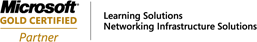 Microsoft
GOLD CERTIFIED
Partner
Learning Solutions
Networking Infrastructure Solutions